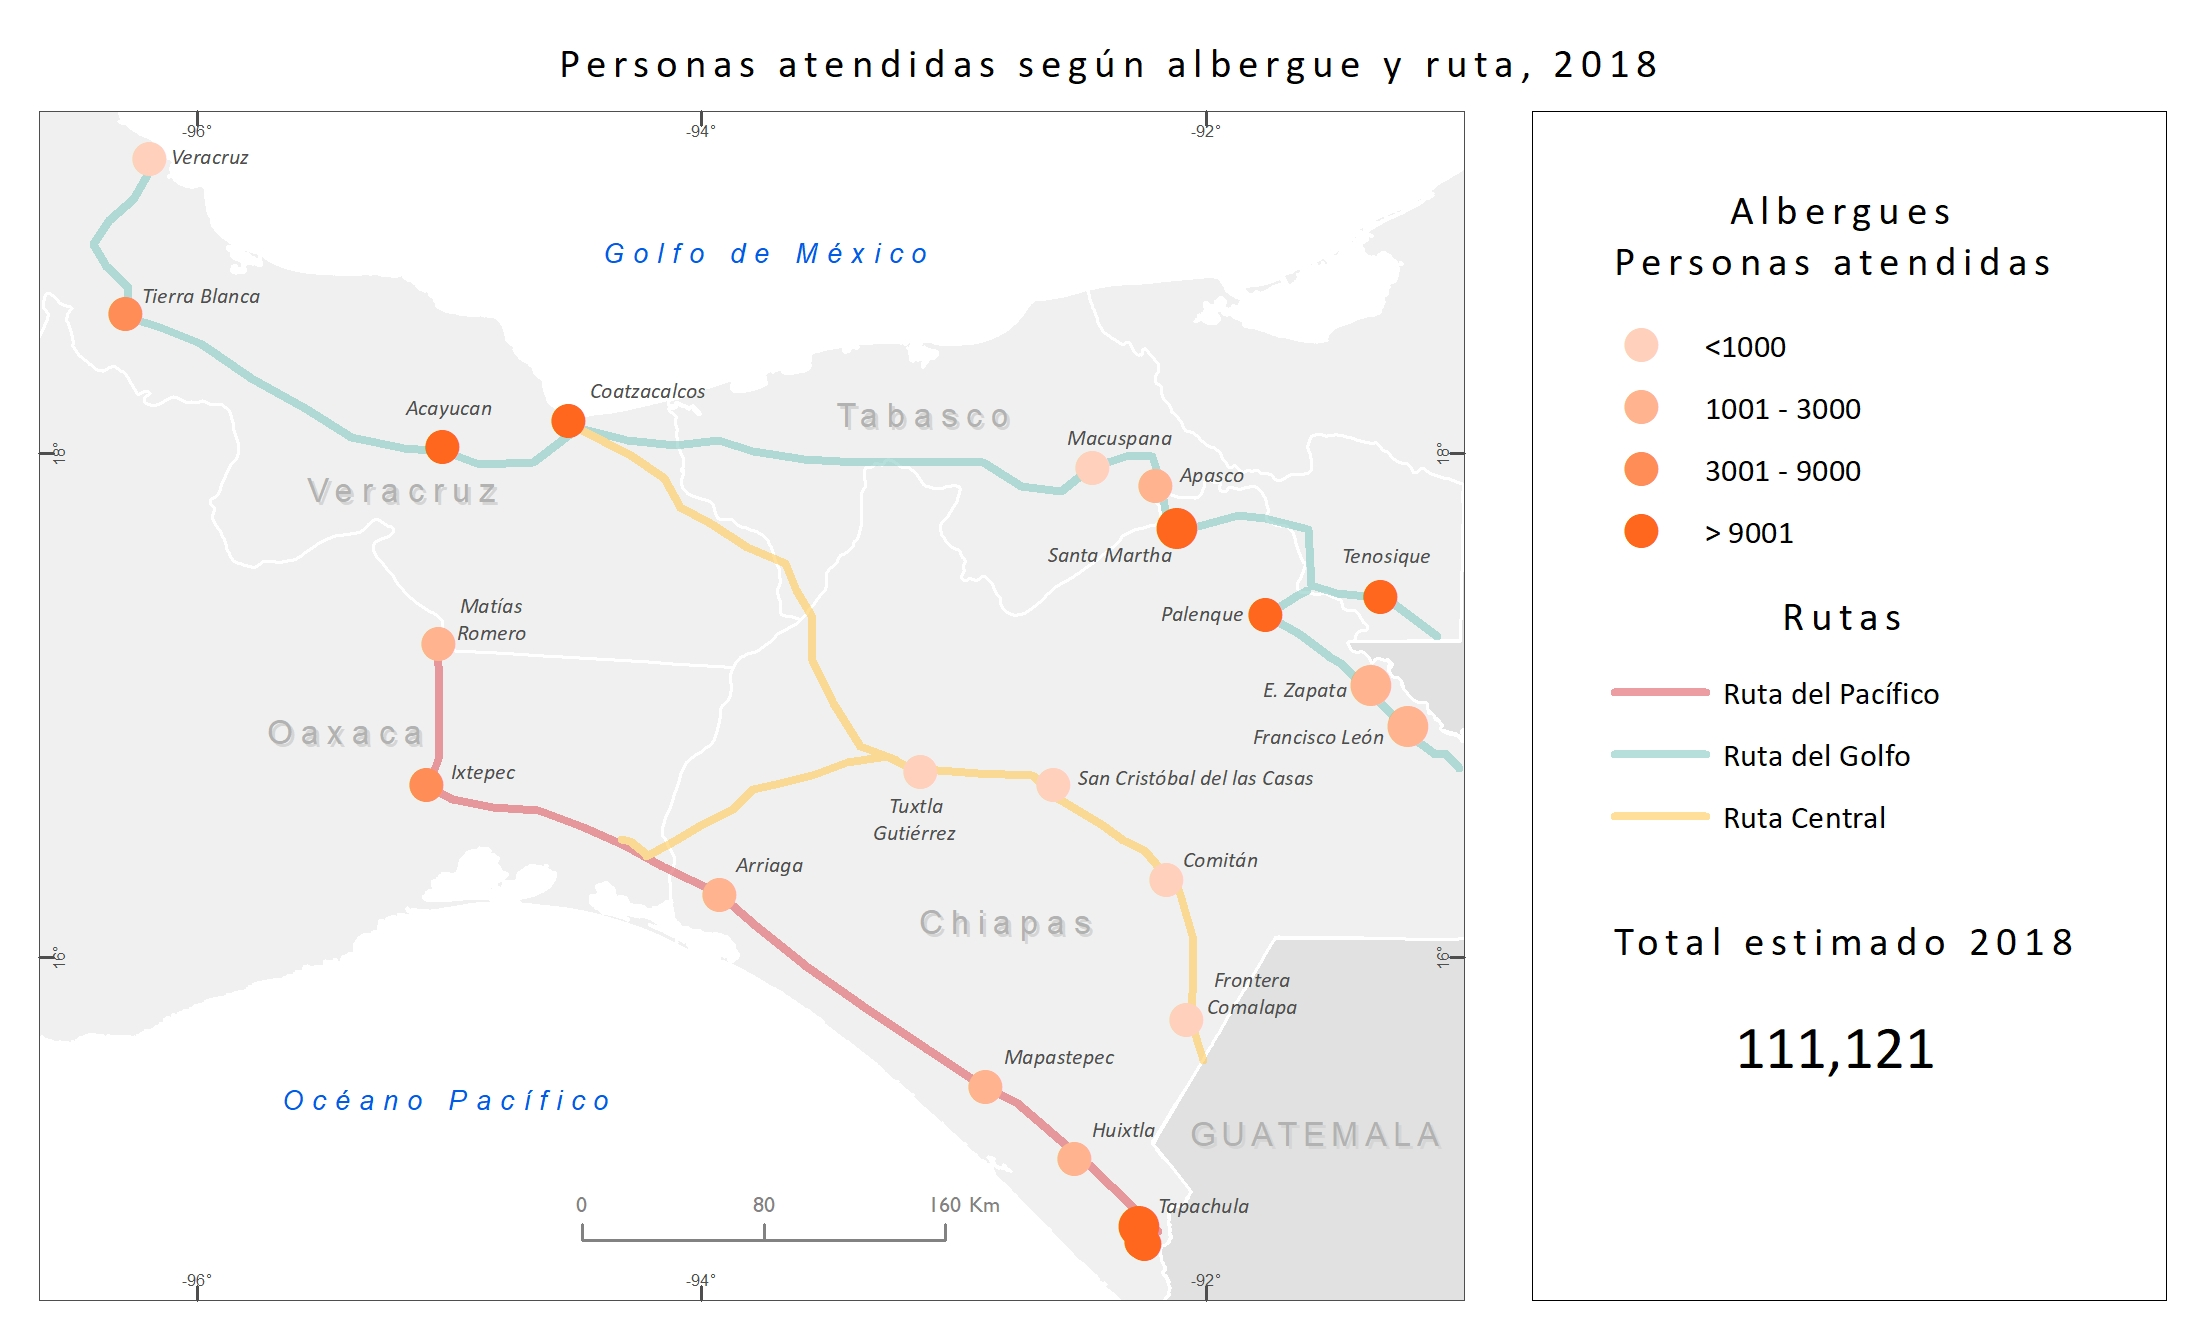 Personas atendidas según albergue y ruta, 2018
-96°
-94°
-92°
Veracruz
Golfo de México
Tierra Blanca
Coatzacalcos
Acayucan
Tabasco
Macuspana
18°
18°
Apasco
Veracruz
Santa Martha
Tenosique
Matías
Romero
Palenque
E. Zapata
Oaxaca
Francisco León
Ixtepec
San Cristóbal del las Casas
Tuxtla
Gutiérrez
Arriaga
Comitán
Chiapas
16°
16°
Frontera
Comalapa
Mapastepec
Océano Pacífico
Huixtla
GUATEMALA
0
80
160 Km
Tapachula
-96°
-94°
-92°
Albergues
Personas atendidas
<1000
1001 - 3000
3001 - 9000
> 9001
Rutas
Ruta del Pacífico
Ruta del Golfo
Ruta Central
Total estimado 2018
111,121